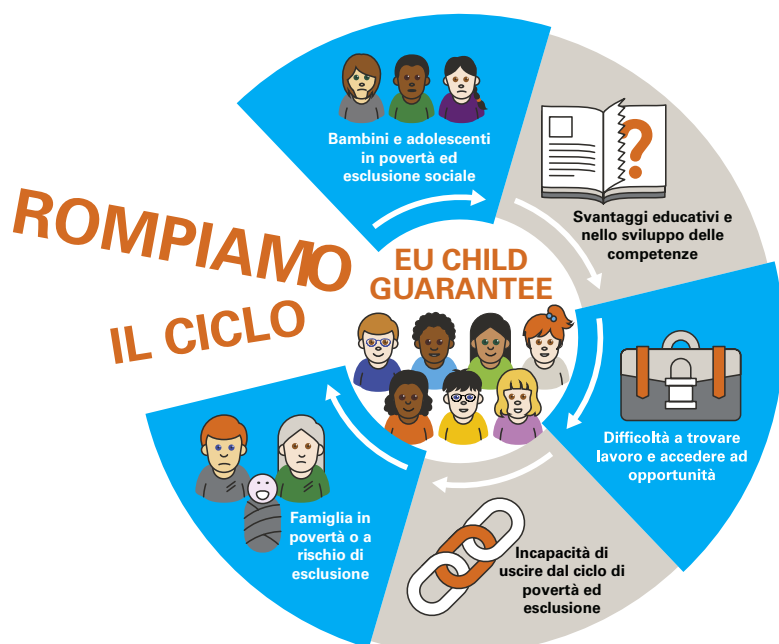 ROMPIAMO
IL CICLO
EU CHILD
GUARANTEE
Bambini e adolescenti
in povertà ed
esclusione sociale
?
Svantaggi educativi e
nello sviluppo delle
competenze
Difficoltà a trovare
lavoro e accedere ad
opportunità
Incapacità di
uscire dal ciclo di
povertà ed
esclusione
Famiglia in
povertà o a
rischio di
esclusione